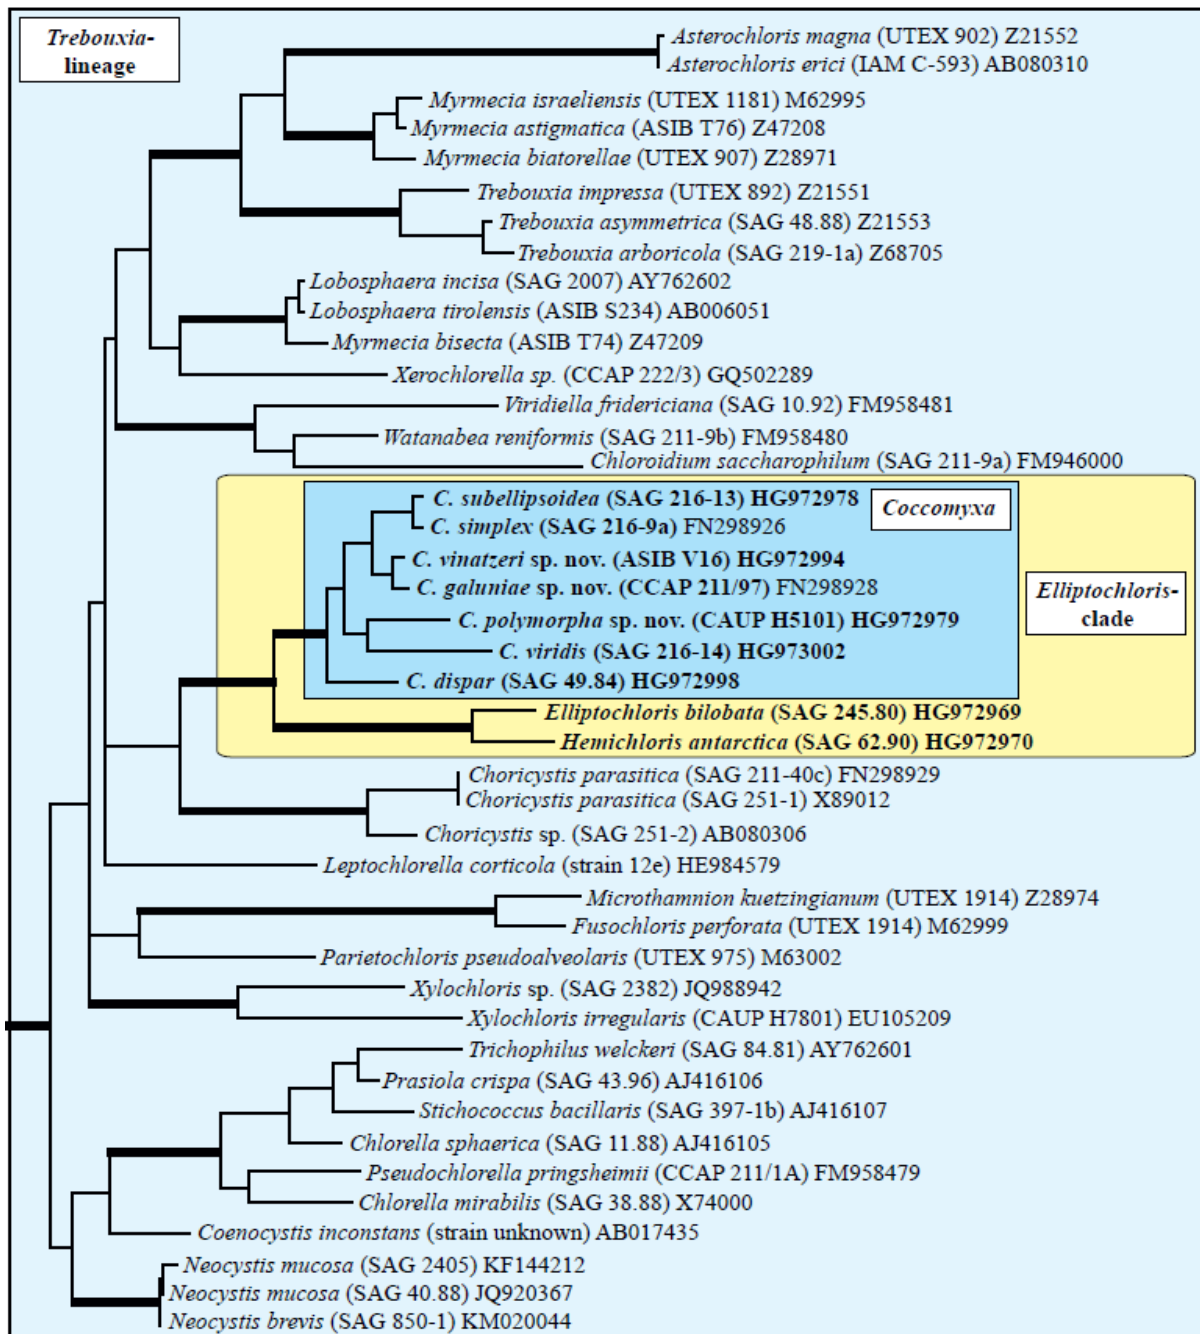 Trebouxia-
lineage
Asterochloris magna (UTEX 902) Z21552
Asterochloris erici (IAM C-593) AB080310
Myrmecia israeliensis (UTEX 1181) M62995
Myrmecia astigmatica (ASIB T76) Z47208
Myrmecia biatorellae (UTEX 907) Z28971
Trebouxia impressa (UTEX 892) Z21551
Trebouxia asymmetrica (SAG 48.88) Z21553
Trebouxia arboricola (SAG 219-1a) Z68705
Lobosphaera incisa (SAG 2007) AY762602
Lobosphaera tirolensis (ASIB S234) AB006051
Myrmecia bisecta (ASIB T74) Z47209
Xerochlorella sp. (CCAP 222/3) GQ502289
Viridiella fridericiana (SAG 10.92) FM958481
Watanabea reniformis (SAG 211-9b) FM958480
Chloroidium saccharophilum (SAG 211-9a) FM946000
C. subellipsoidea (SAG 216-13) HG972978
Coccomyxa
C. simplex (SAG 216-9a) FN298926
C. vinatzeri sp. nov. (ASIB V16) HG972994
C. galuniae sp. nov. (CCAP 211/97) FN298928
Elliptochloris-
clade
C. polymorpha sp. nov. (CAUP H5101) HG972979
C. viridis (SAG 216-14) HG973002
C. dispar (SAG 49.84) HG972998
Elliptochloris bilobata (SAG 245.80) HG972969
Hemichloris antarctica (SAG 62.90) HG972970
Choricystis parasitica (SAG 211-40c) FN298929
Choricystis parasitica (SAG 251-1) X89012
Choricystis sp. (SAG 251-2) AB080306
Leptochlorella corticola (strain 12e) HE984579
Microthamnion kuetzingianum (UTEX 1914) Z28974
Fusochloris perforata (UTEX 1914) M62999
Parietochloris pseudoalveolaris (UTEX 975) M63002
Xylochloris sp. (SAG 2382) JQ988942
Xylochloris irregularis (CAUP H7801) EU105209
Trichophilus welckeri (SAG 84.81) AY762601
Prasiola crispa (SAG 43.96) AJ416106
Stichococcus bacillaris (SAG 397-1b) AJ416107
Chlorella sphaerica (SAG 11.88) AJ416105
Pseudochlorella pringsheimii (CCAP 211/1A) FM958479
Chlorella mirabilis (SAG 38.88) X74000
Coenocystis inconstans (strain unknown) AB017435
Neocystis mucosa (SAG 2405) KF144212
Neocystis mucosa (SAG 40.88) JQ920367
Neocystis brevis (SAG 850-1) KM020044